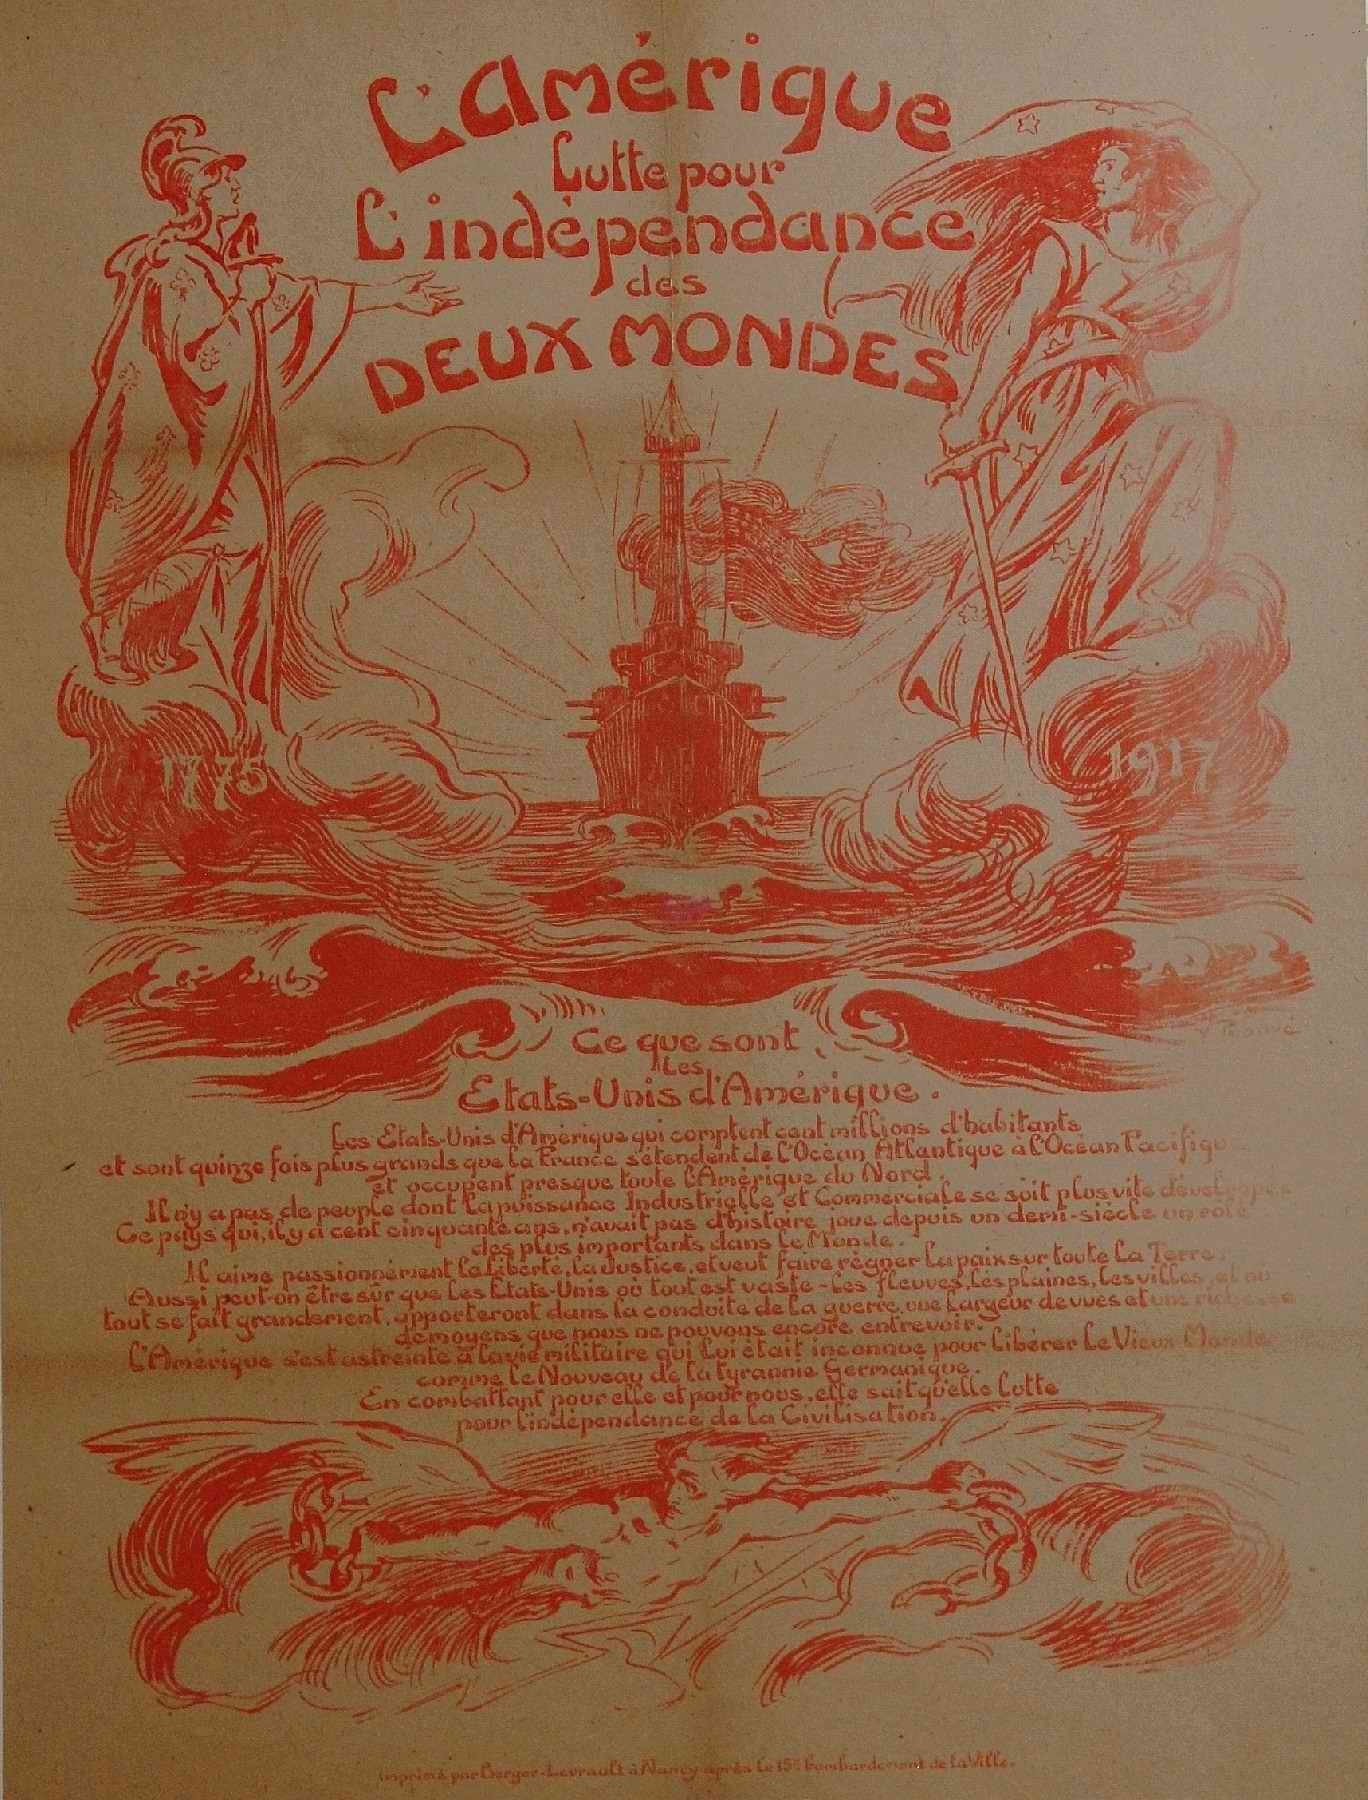 L'Amérique
Lutte pour
L'indépendance
des
DEUX MONDES
1775
1917
Ce que sont
Les
Etats-Unis d'Amérique.
Les Etats-Unis d'Amérique qui comptent cent millions d'habitants
et sont quinze fois plus grands que la France s'étendent de l'Océan Atlantique à l'Océan Pacifiqu
et occupent presque toute l'Amérique du Nord.
Il n'y a pas de peuple dont la puissance Industrielle et Commerciale se soit plus vite développée
Ce pays qui, il y a cent cinquante ans, n'avait pas d'histoire joue depuis un demi-siècle un role
des plus importants dans le Monde.
Il aime passionnément la Liberté, la Justice, et veut faire règner la paix sur toute la Terre.
Aussi peut-on être sûr que les Etats-Unis où tout est vaste - les fleuves, les plaines, les villes, et où
tout se fait grandement, apporteront dans la conduite de la guerre une largeur de vues et une richesse
de moyens que nous ne pouvons encore entrevoir.
L'Amérique s'est astreinte à la vie militaire qui lui était inconnue pour libérer le Vieux Monde
comme le Nouveau de la tyrannie Germanique.
En combattant pour elle et pour nous, elle sait qu'elle lutte
pour l'indépendance de la Civilisation.
imprimé par Berger-Levrault à Nancy après le 15e bombardement de la Ville.